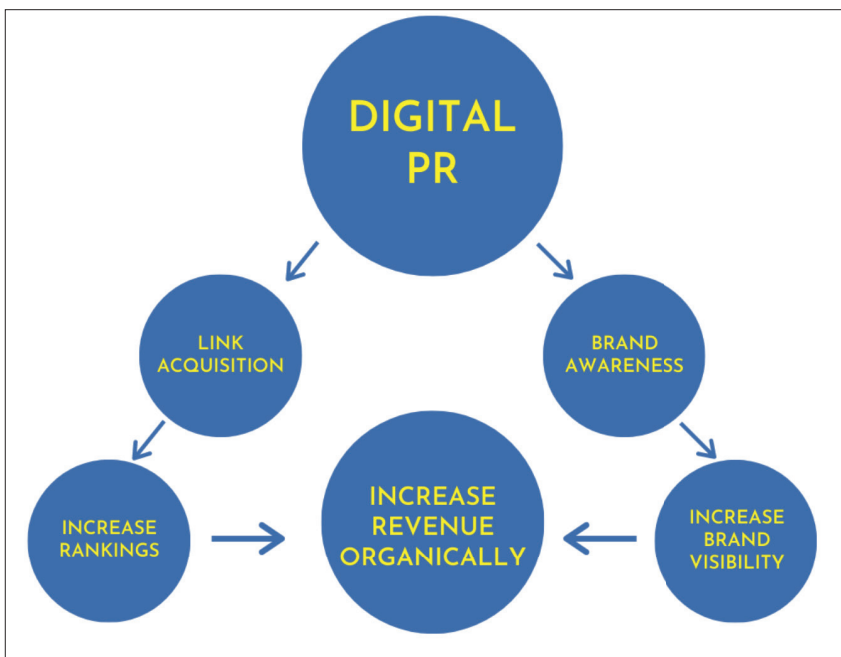 DIGITAL
PR
LINK
ACQUISITION
BRAND
AWARENESS
INCREASE
RANKINGS
INCREASE
REVENUE
ORGANICALLY
INCREASE
BRAND
VISIBILITY